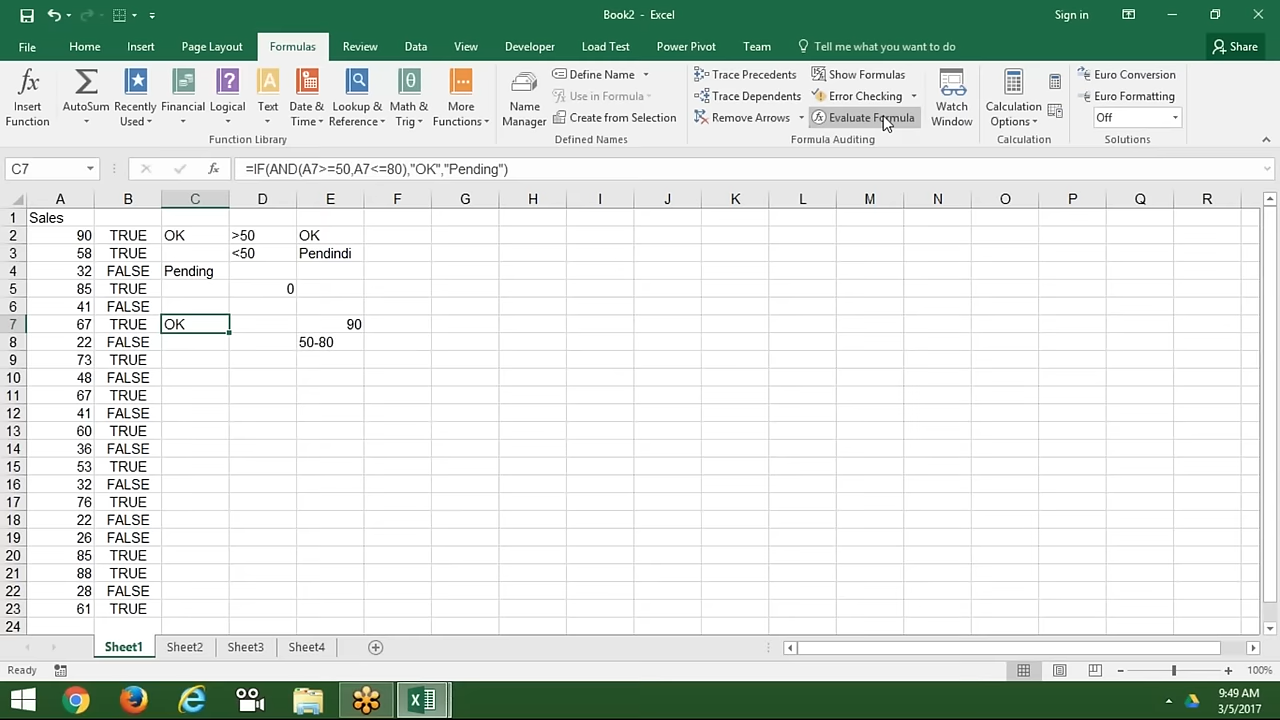 Book2 - Excel
Sign in
File Home Insert Page Layout Formulas Review Data View Developer Load Test Power Pivot Team Tell me what you want to do Share
Insert Function
AutoSum
Recently Used
Financial
Logical
Text
Date & Time
Lookup & Reference
Math & Trig
More Functions
Function Library
Name Manager
Define Name
Use in Formula
Create from Selection
Defined Names
Trace Precedents
Trace Dependents
Remove Arrows
Show Formulas
Error Checking
Evaluate Formula
Formula Auditing
Watch Window
Calculation Options
Calculation
Euro Conversion
Euro Formatting
Off
Solutions
C7 fx =IF(AND(A7>=50,A7<=80),"OK","Pending")
A B C D E F G H I J K L M N O P Q R
1 Sales
2 90 TRUE OK >50 OK
3 58 TRUE <50 Pendindi
4 32 FALSE Pending
5 85 TRUE 0
6 41 FALSE
7 67 TRUE OK 90
8 22 FALSE 50-80
9 73 TRUE
10 48 FALSE
11 67 TRUE
12 41 FALSE
13 60 TRUE
14 36 FALSE
15 53 TRUE
16 32 FALSE
17 76 TRUE
18 22 FALSE
19 26 FALSE
20 85 TRUE
21 88 TRUE
22 28 FALSE
23 61 TRUE
24
Sheet1 Sheet2 Sheet3 Sheet4
Ready 100%
9:49 AM
3/5/2017